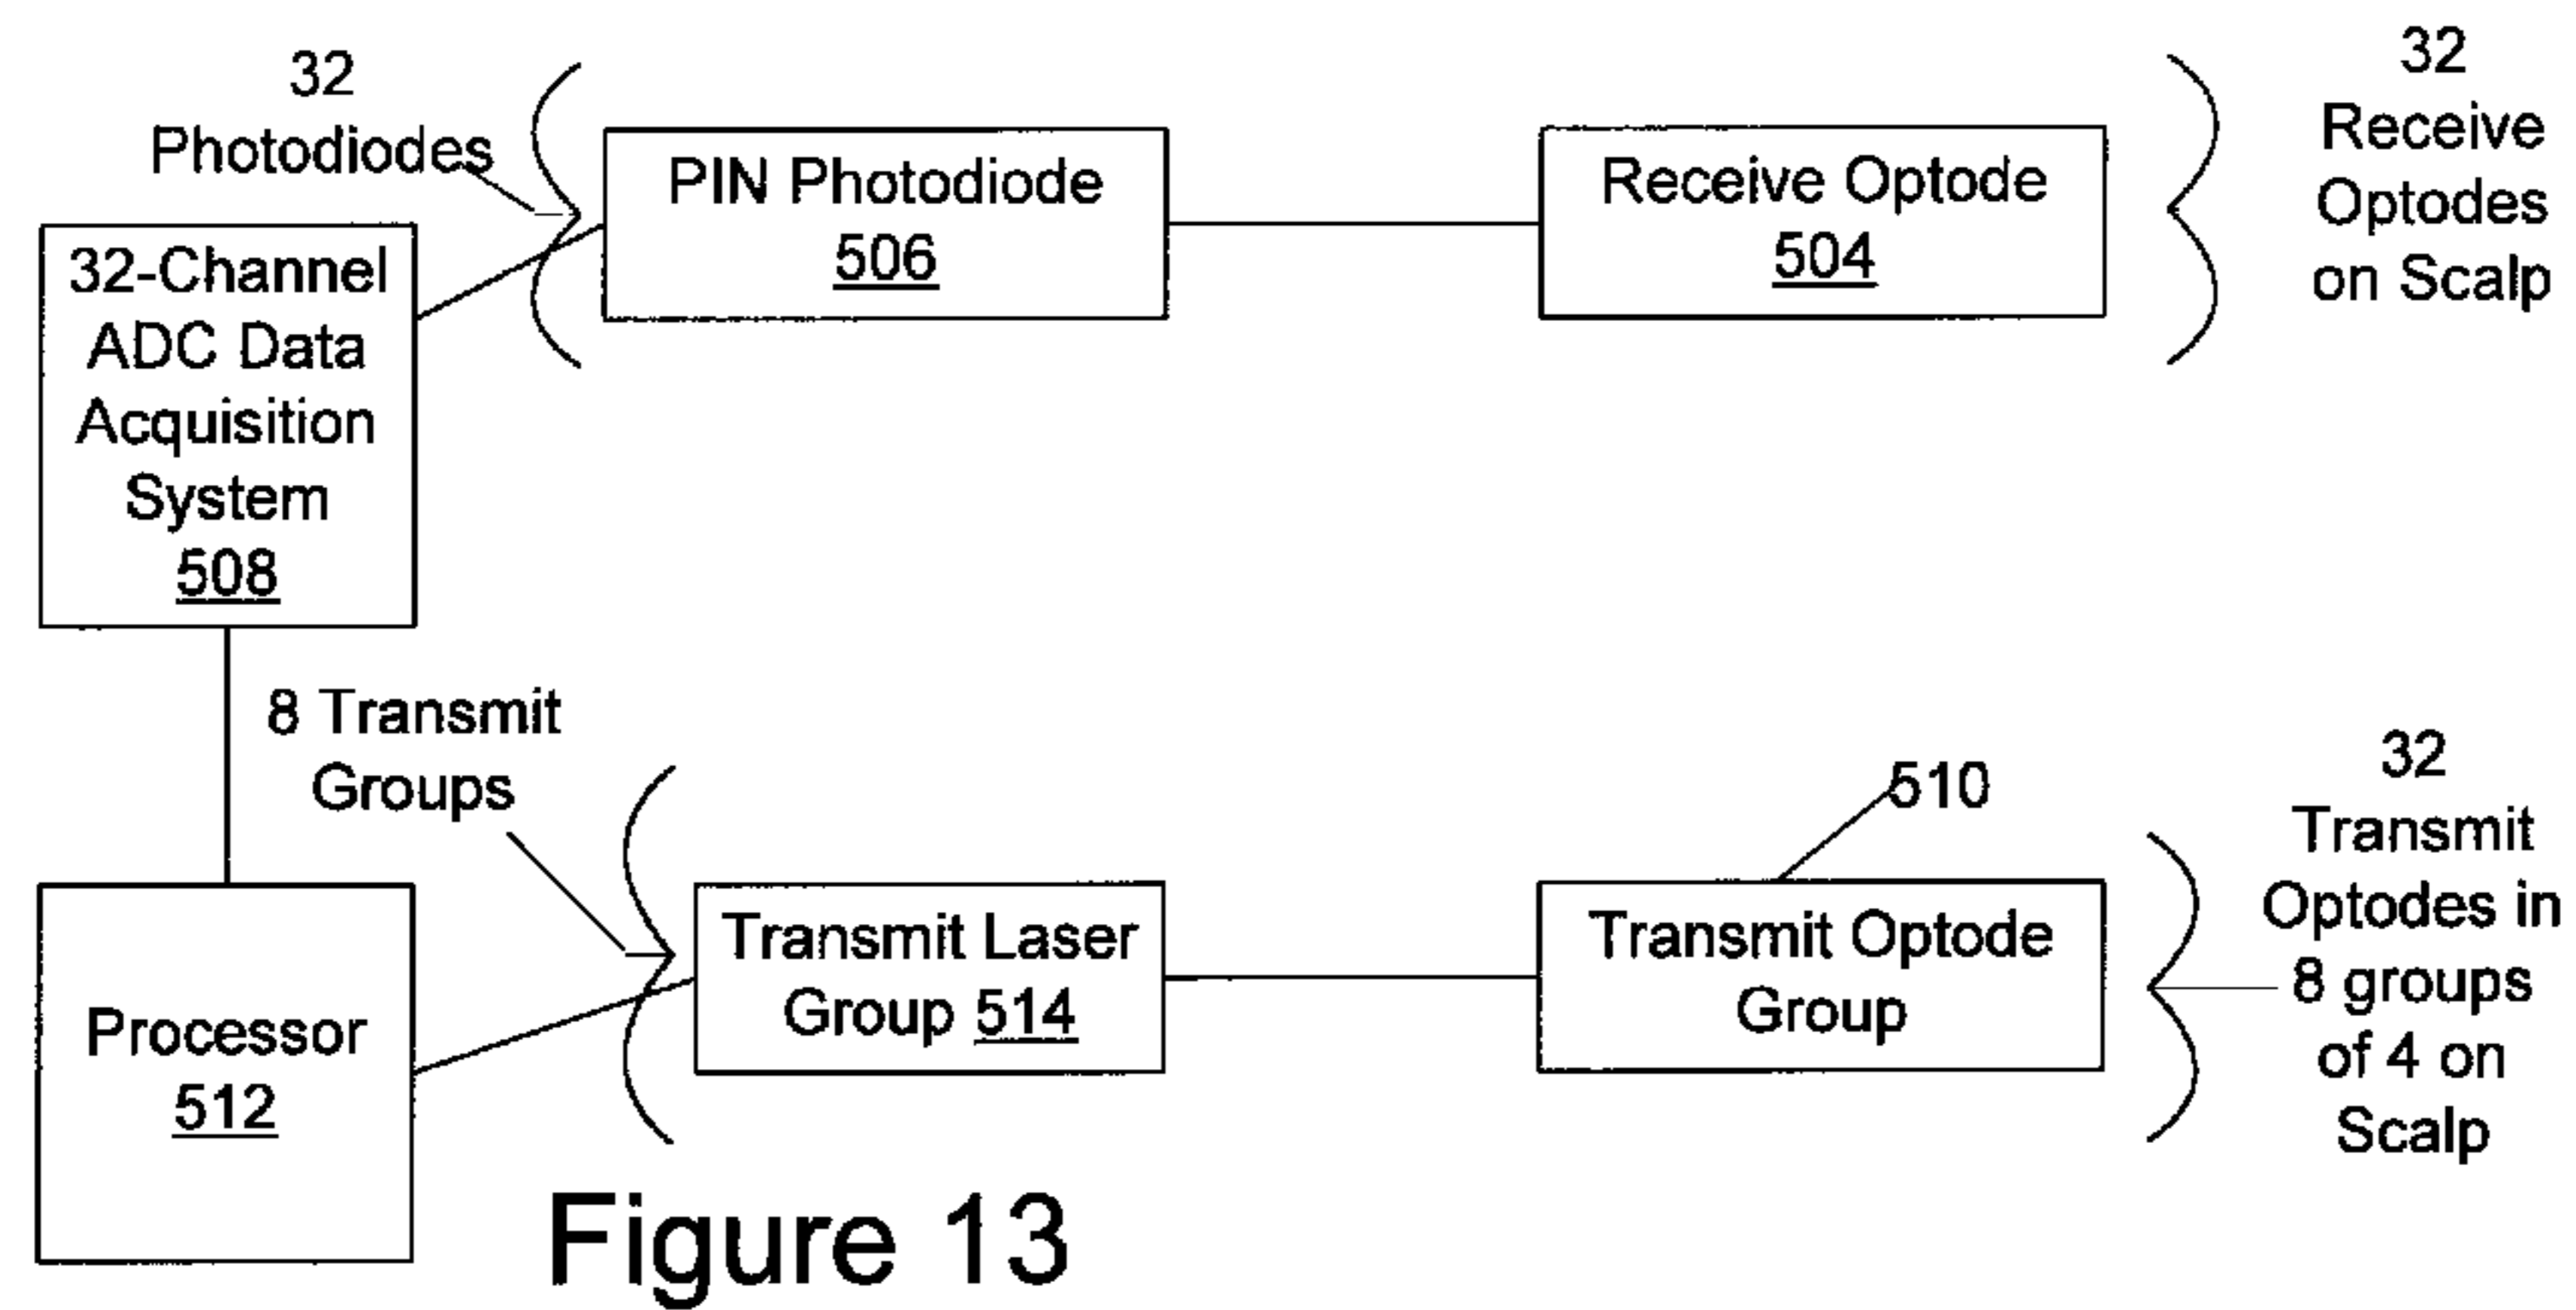 32
Photodiodes
PIN Photodiode
506
Receive Optode
504
32
Receive
Optodes
on Scalp
32-Channel
ADC Data
Acquisition
System
508
8 Transmit
Groups
Processor
512
Transmit Laser
Group 514
510
Transmit Optode
Group
32
Transmit
Optodes in
8 groups
of 4 on
Scalp
Figure 13